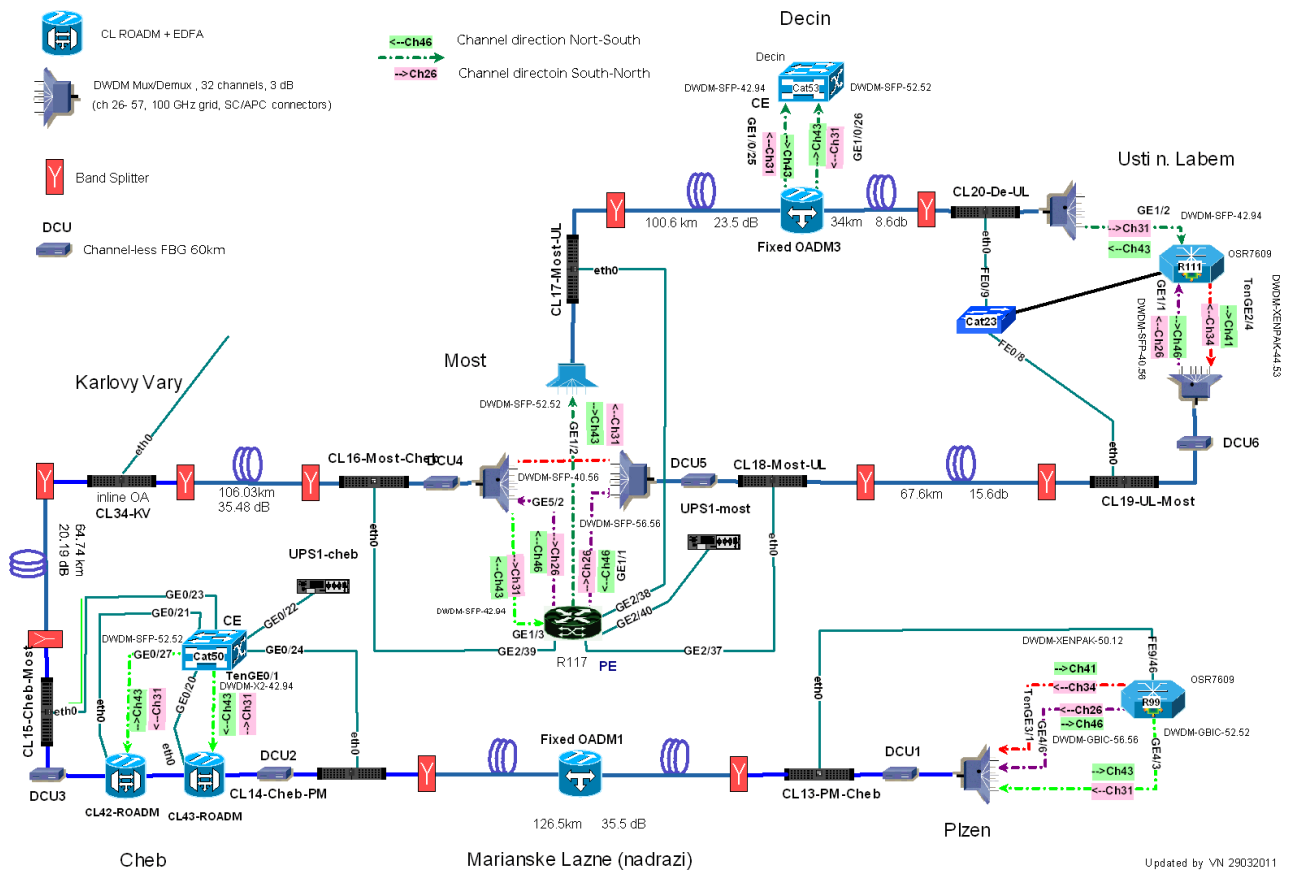 Decin
CL ROADM + EDFA
<--Ch46
Channel direction Nort-South
-->Ch26
Channel directoin South-North
DWDM Mux/Demux , 32 channels, 3 dB
(ch 26- 57, 100 GHz grid, SC/APC connectors)
Band Splitter
DCU
Channel-less FBG 60km
Decin
DWDM-SFP-42.94
Cat53
DWDM-SFP-52.52
CE
GE1/0/25
<--Ch31
-->Ch43
-->Ch43
<--Ch31
GE1/0/26
100.6 km
23.5 dB
34km
8.6db
Fixed OADM3
Usti n. Labem
CL20-De-UL
GE1/2
DWDM-SFP-42.94
-->Ch31
<--Ch43
OSR7609
R111
eth0
FE0/9
Cat23
FE0/8
GE1/1
DWDM-SFP-40.56
<--Ch26
-->Ch46
<--Ch34
-->Ch41
TenGE2/4
DWDM-XENPAK-44.53
DCU6
eth0
CL19-UL-Most
67.6km
15.6db
CL17-Most-UL
eth0
Karlovy Vary
eth0
inline OA
CL34-KV
106.03km
35.48 dB
Most
CL16-Most-Cheb
DCU4
DWDM-SFP-52.52
-->Ch43
<--Ch31
GE1/2
DWDM-SFP-40.56
GE5/2
DWDM-SFP-56.56
DCU5
CL18-Most-UL
UPS1-most
<--Ch43
-->Ch31
<--Ch46
-->Ch26
-->Ch26
<--Ch46
GE1/1
DWDM-SFP-42.94
GE1/3
R117
PE
GE2/38
GE2/40
GE2/39
GE2/37
eth0
eth0
64.74 km
20.19 dB
UPS1-cheb
GE0/23
GE0/21
GE0/22
CE
DWDM-SFP-52.52
GE0/27
Cat50
GE0/24
TenGE0/1
DWDM-X2-42.94
GE0/20
-->Ch43
<--Ch31
<--Ch43
-->Ch31
CL15-Cheb-Most
eth0
eth0
eth0
eth0
DCU3
CL42-ROADM
CL43-ROADM
DCU2
CL14-Cheb-PM
Fixed OADM1
126.5km
35.5 dB
eth0
DCU1
CL13-PM-Cheb
DWDM-XENPAK-50.12
FE9/46
-->Ch41
<--Ch34
<--Ch26
-->Ch46
TenGE3/1
GE4/6
OSR7609
R99
DWDM-GBIC-52.52
DWDM-GBIC-56.56
GE4/3
-->Ch43
<--Ch31
Plzen
Cheb
Marianske Lazne (nadrazi)
Updated by VN 29032011